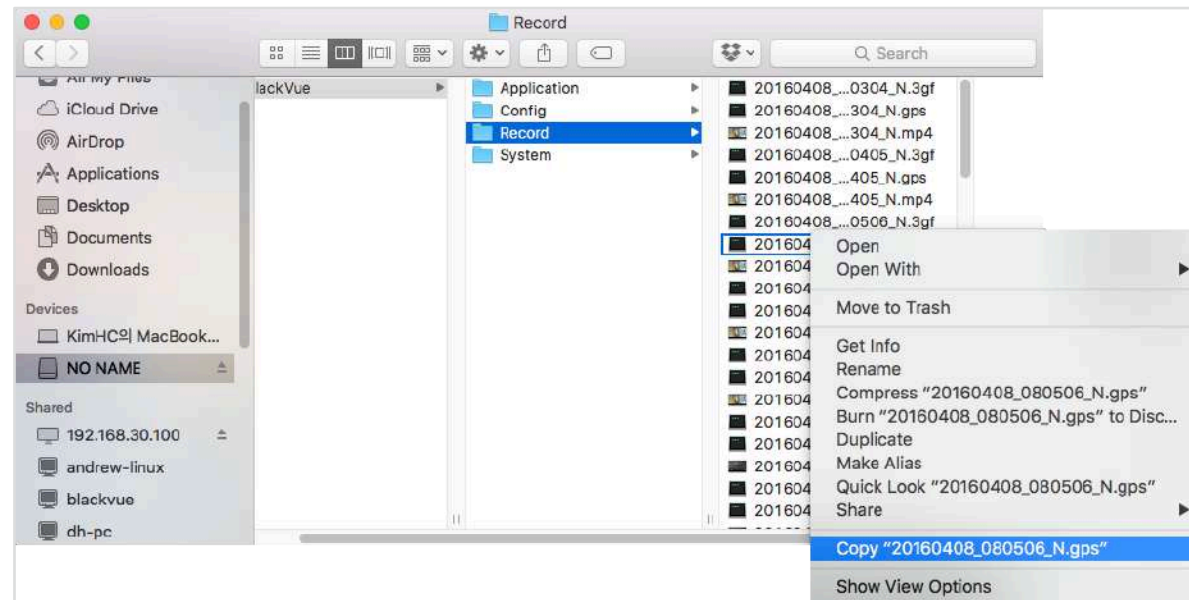 Record
Search
All My Files
iCloud Drive
AirDrop
Applications
Desktop
Documents
Downloads
Devices
KimHC의 MacBook...
NO NAME
Shared
192.168.30.100
andrew-linux
blackvue
dh-pc
lackVue
Application
Config
Record
System
20160408_...0304_N.3gf
20160408_...304_N.gps
20160408_...304_N.mp4
20160408_...0405_N.3gf
20160408_...405_N.gps
20160408_...405_N.mp4
20160408_...0506_N.3gf
201604
201604
201604
201604
201604
201604
201604
201604
201604
201604
201604
201604
201604
Open
Open With
Move to Trash
Get Info
Rename
Compress “20160408_080506_N.gps”
Burn “20160408_080506_N.gps” to Disc...
Duplicate
Make Alias
Quick Look “20160408_080506_N.gps”
Share
Copy “20160408_080506_N.gps”
Show View Options